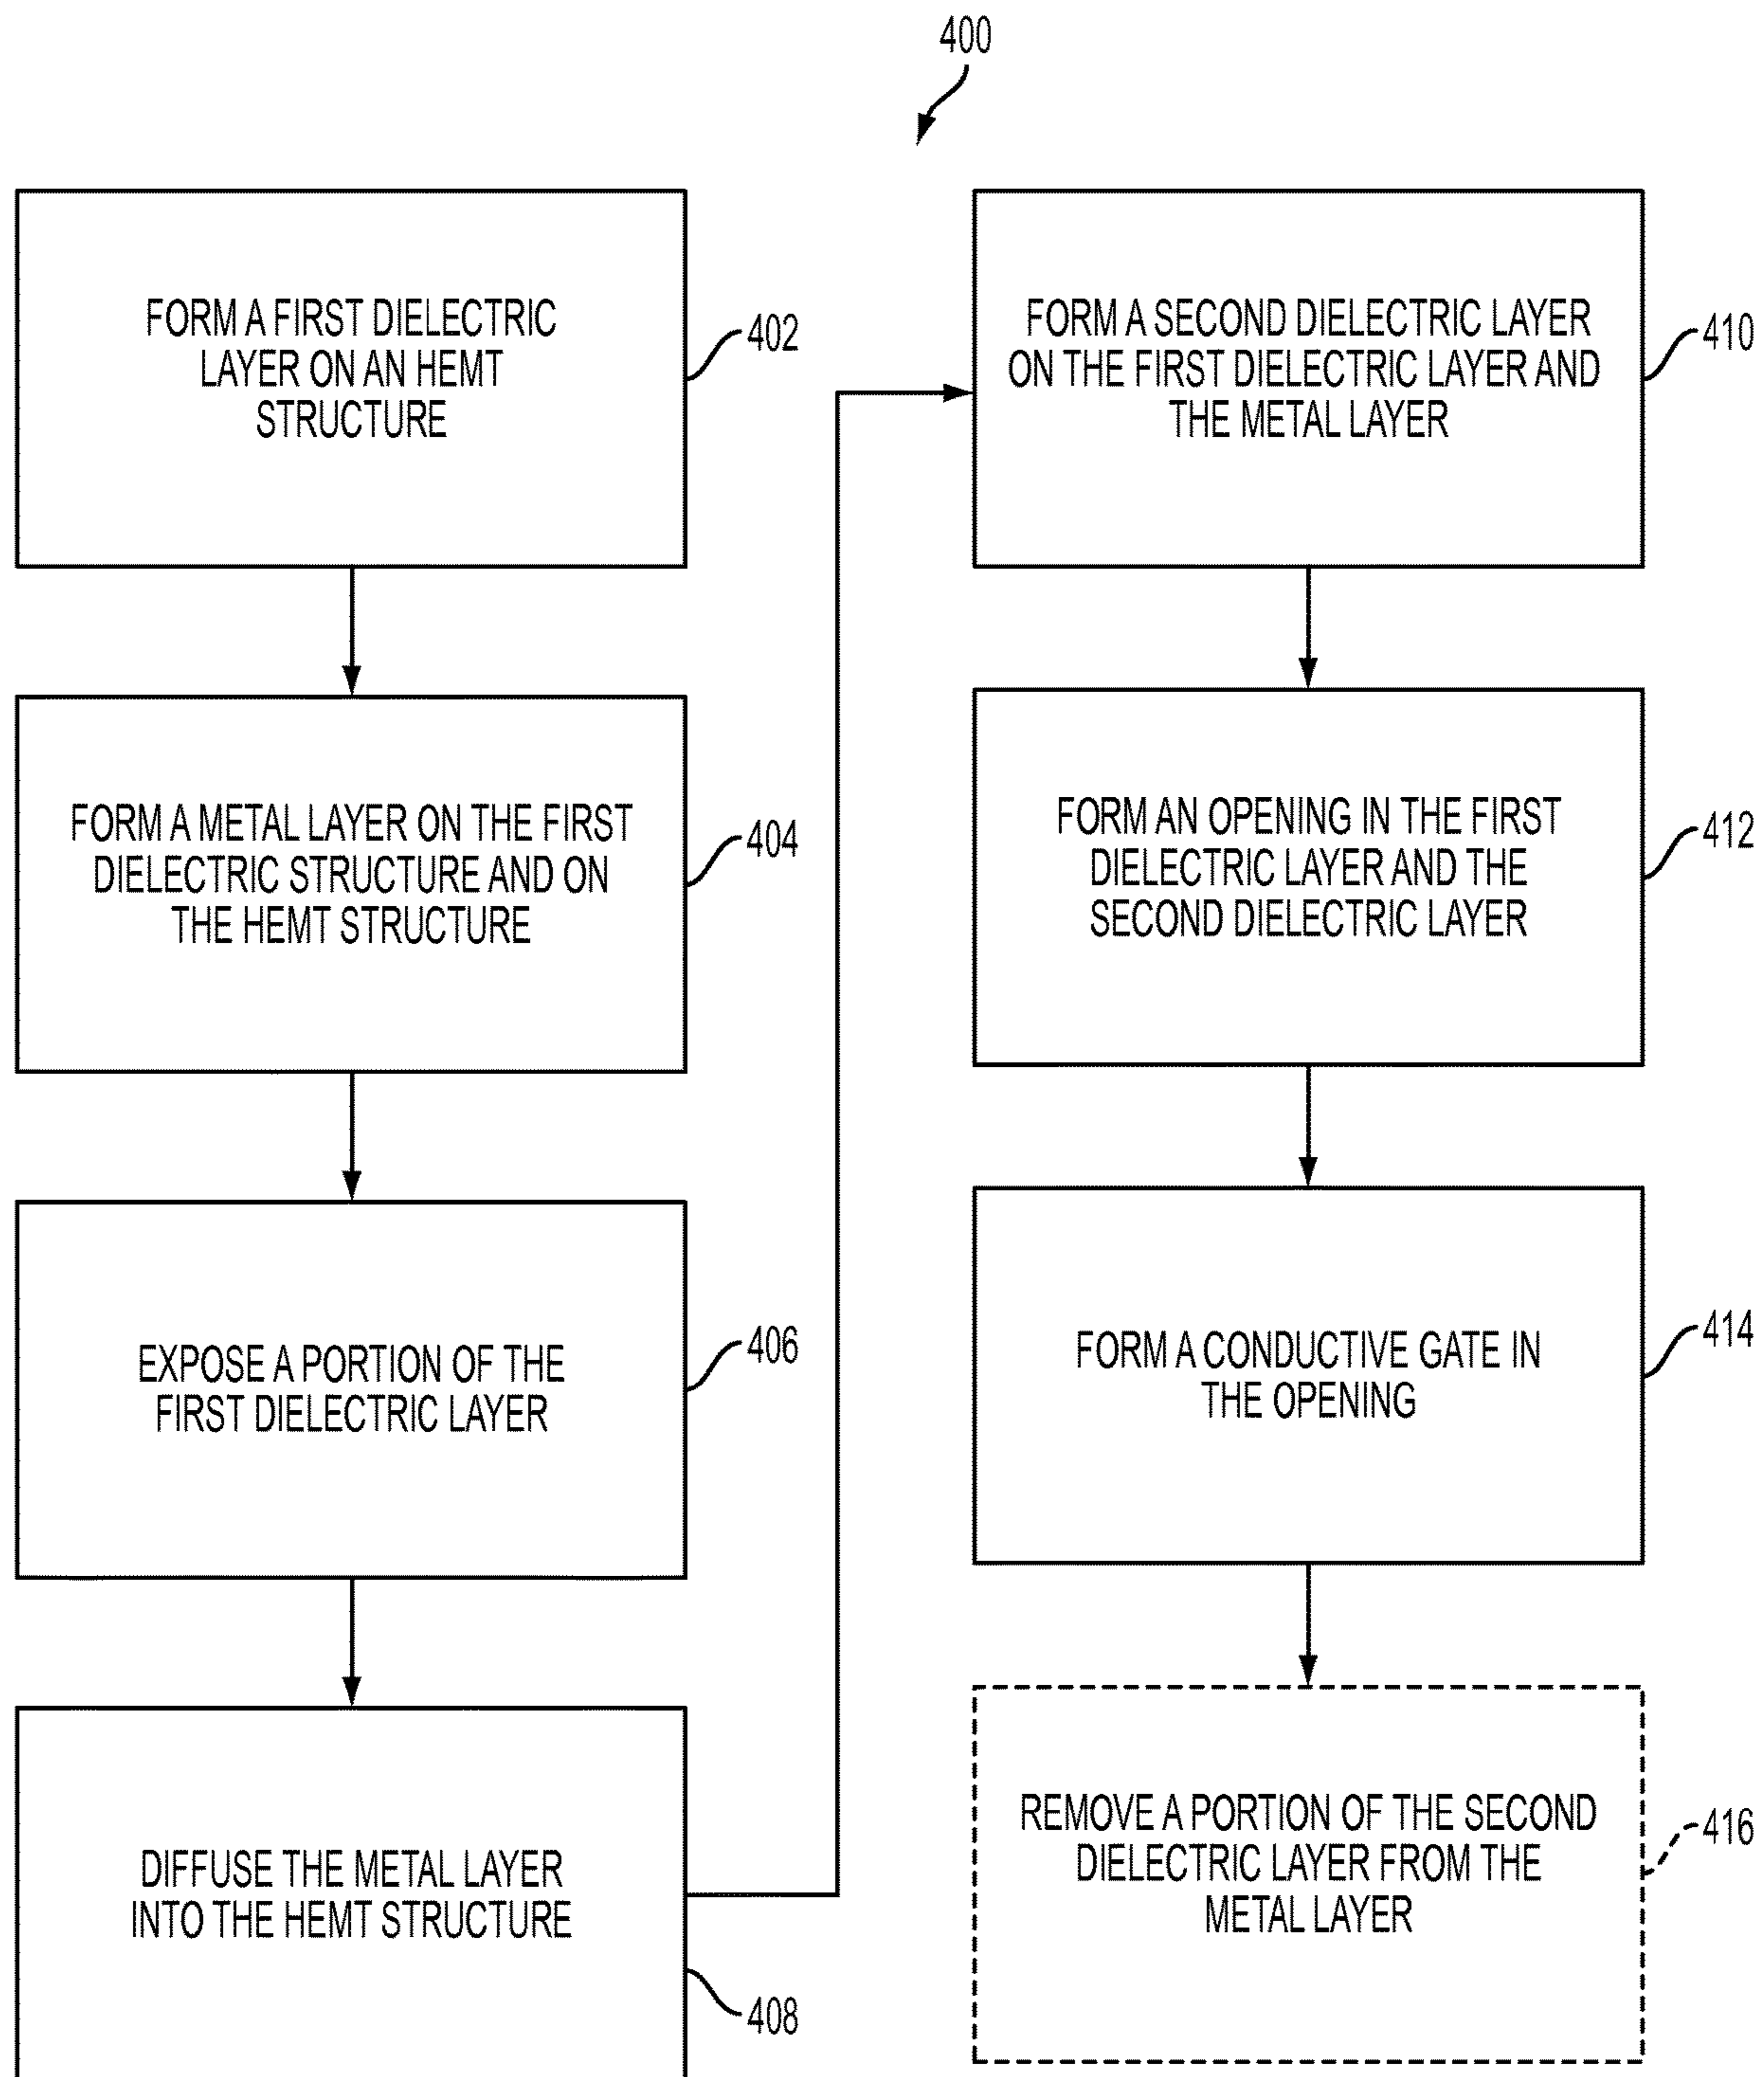 400
FORM A FIRST DIELECTRIC
LAYER ON AN HEMT
STRUCTURE
402
FORM A METAL LAYER ON THE FIRST
DIELECTRIC STRUCTURE AND ON
THE HEMT STRUCTURE
404
EXPOSE A PORTION OF THE
FIRST DIELECTRIC LAYER
406
DIFFUSE THE METAL LAYER
INTO THE HEMT STRUCTURE
408
FORM A SECOND DIELECTRIC LAYER
ON THE FIRST DIELECTRIC LAYER AND
THE METAL LAYER
410
FORM AN OPENING IN THE FIRST
DIELECTRIC LAYER AND THE
SECOND DIELECTRIC LAYER
412
FORM A CONDUCTIVE GATE IN
THE OPENING
414
REMOVE A PORTION OF THE SECOND
DIELECTRIC LAYER FROM THE
METAL LAYER
416